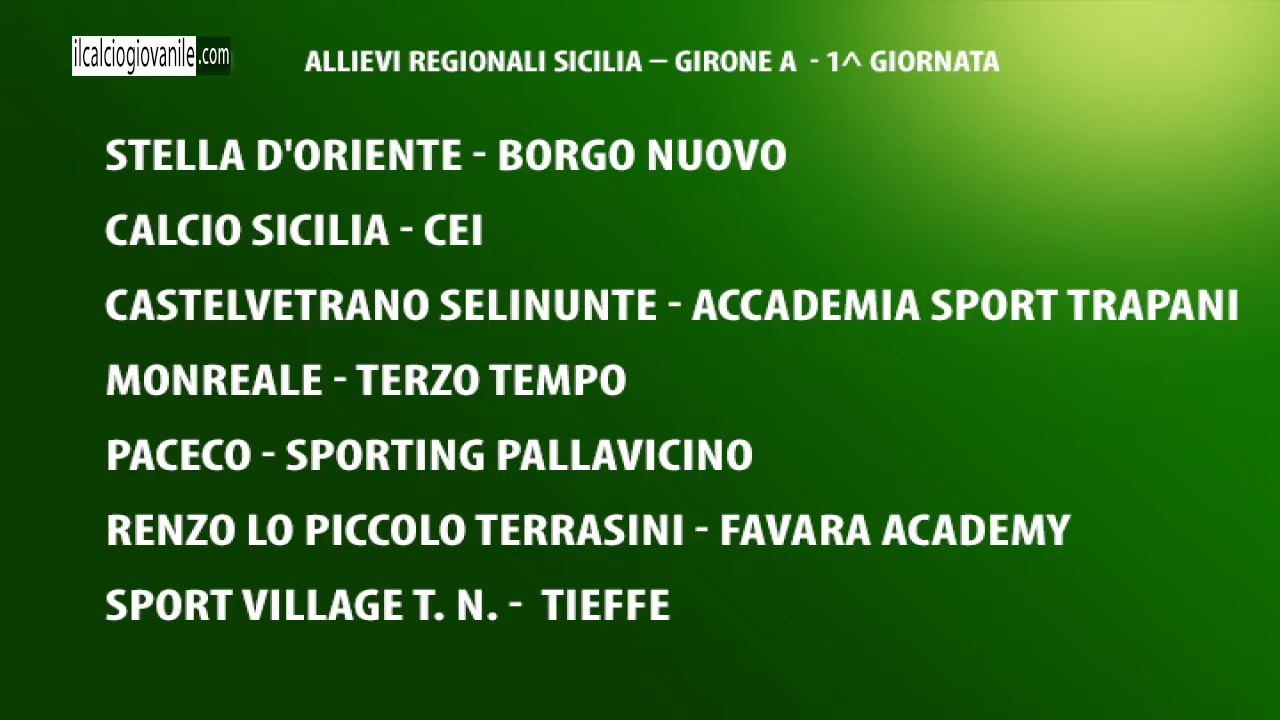 ilcalciogiovanile.com
ALLIEVI REGIONALI SICILIA – GIRONE A - 1^ GIORNATA
STELLA D'ORIENTE - BORGO NUOVO
CALCIO SICILIA - CEI
CASTELVETRANO SELINUNTE - ACCADEMIA SPORT TRAPANI
MONREALE - TERZO TEMPO
PACECO - SPORTING PALLAVICINO
RENZO LO PICCOLO TERRASINI - FAVARA ACADEMY
SPORT VILLAGE T. N. - TIEFFE